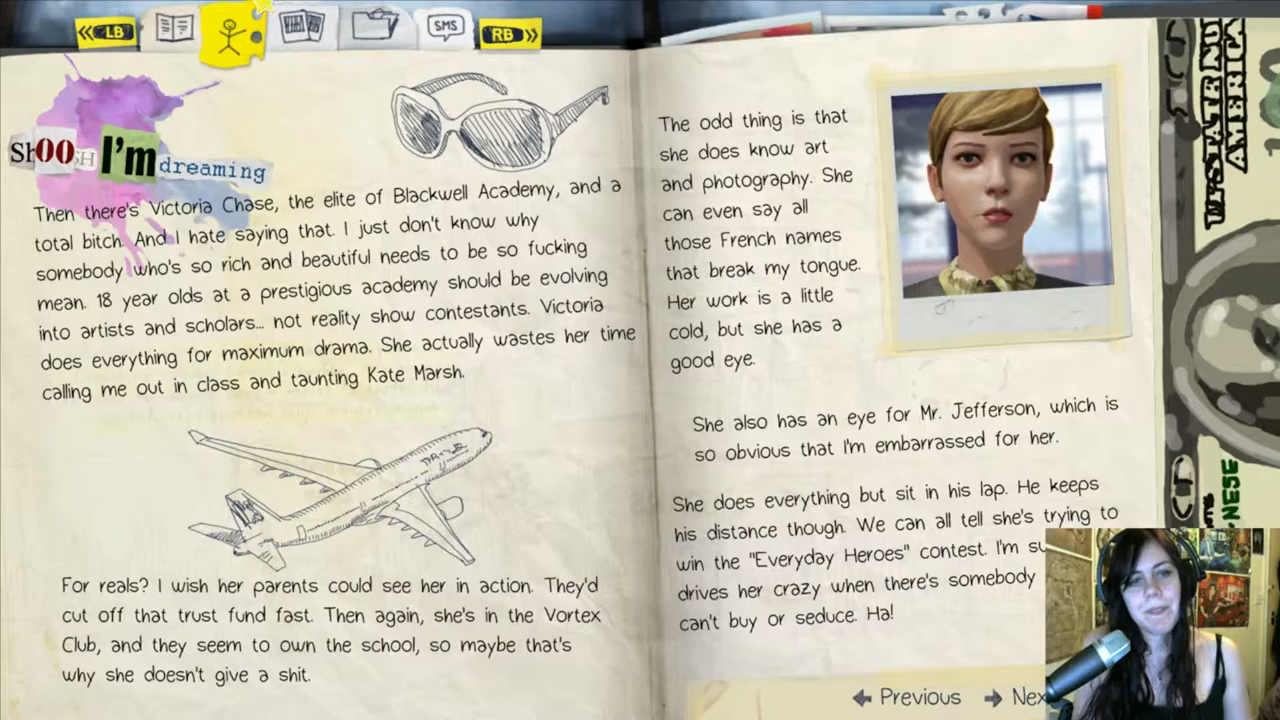 LB
SMS
RB
ShOOSH I'm dreaming
Then there's Victoria Chase, the elite of Blackwell Academy, and a
total bitch. And I hate saying that. I just don't know why
somebody who's so rich and beautiful needs to be so fucking
mean. 18 year olds at a prestigious academy should be evolving
into artists and scholars... not reality show contestants. Victoria
does everything for maximum drama. She actually wastes her time
calling me out in class and taunting Kate Marsh.
For reals? I wish her parents could see her in action. They'd
cut off that trust fund fast. Then again, she's in the Vortex
Club, and they seem to own the school, so maybe that's
why she doesn't give a shit.
The odd thing is that
she does know art
and photography. She
can even say all
those French names
that break my tongue.
Her work is a little
cold, but she has a
good eye.
She also has an eye for Mr. Jefferson, which is
so obvious that I'm embarrassed for her.
She does everything but sit in his lap. He keeps
his distance though. We can all tell she's trying to
win the "Everyday Heroes" contest. I'm su
drives her crazy when there's somebody
can't buy or seduce. Ha!
Previous
Nex
AMERICA